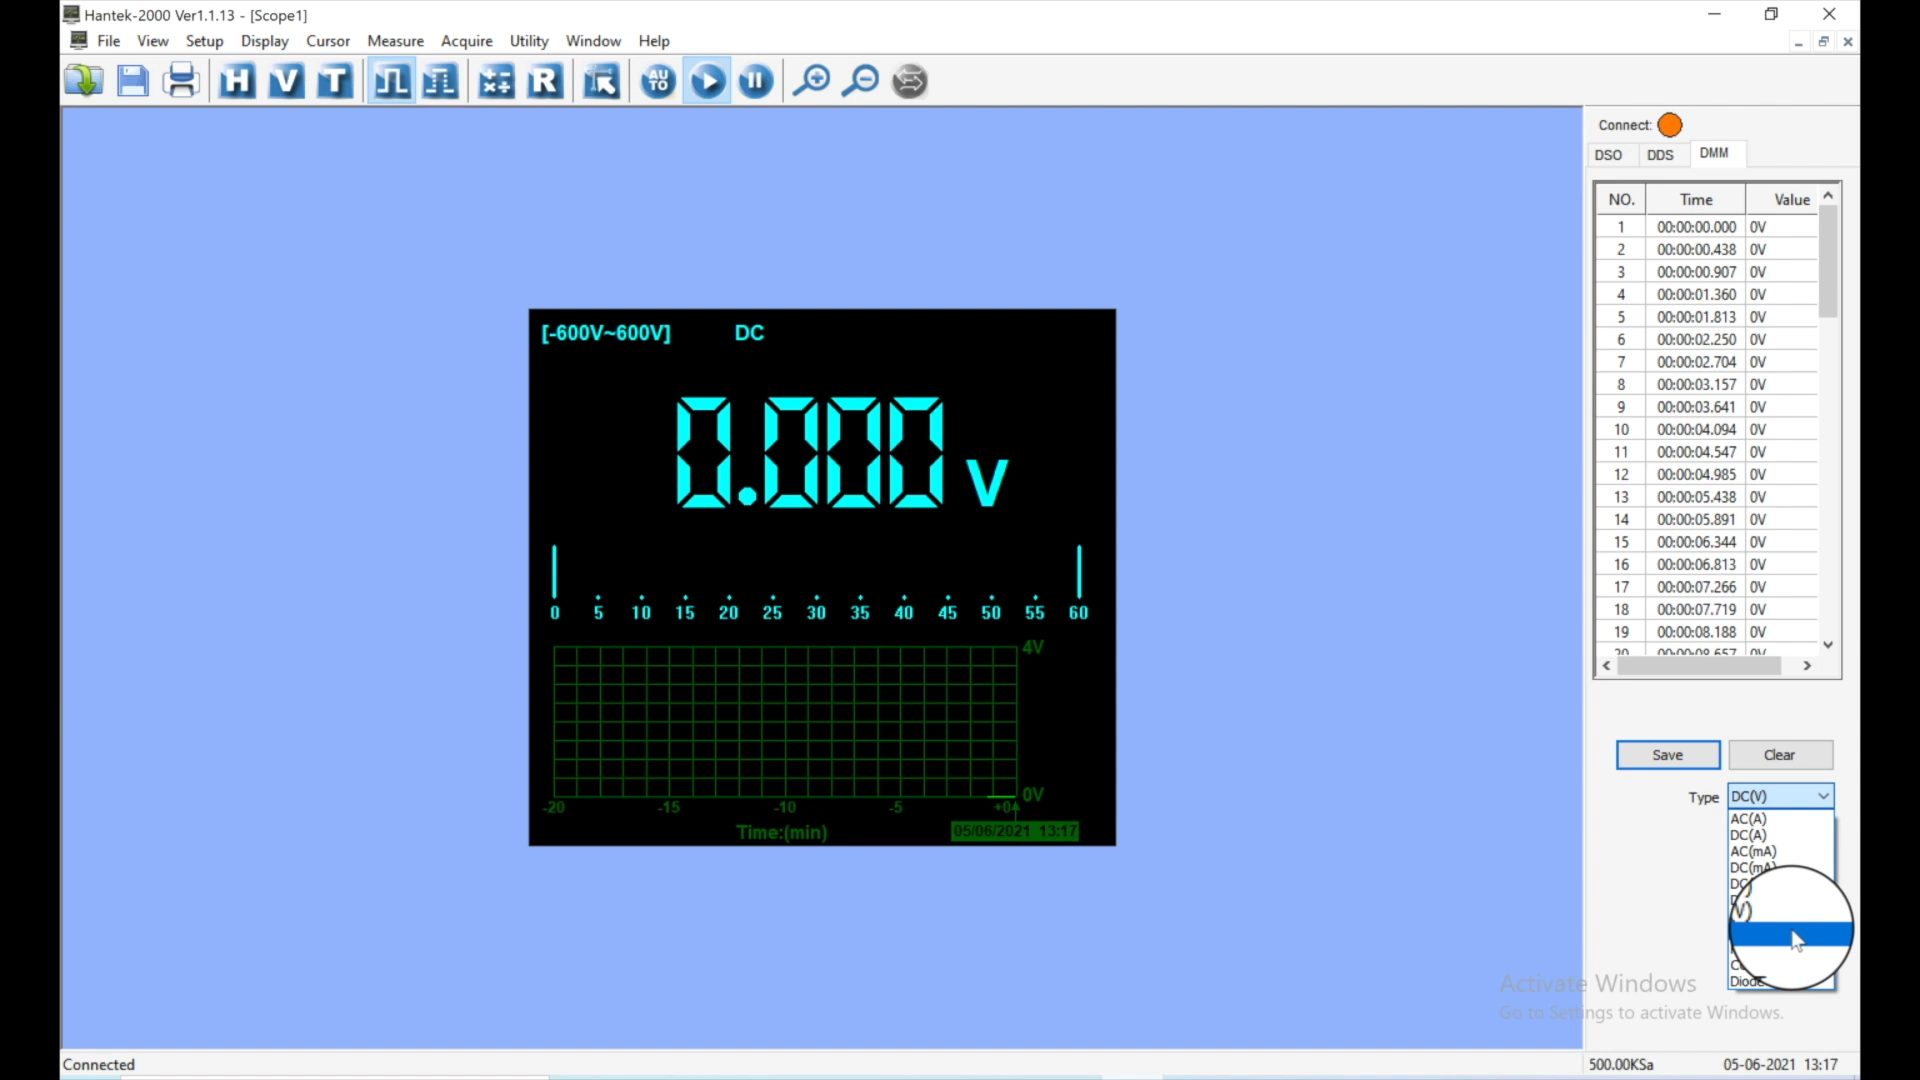 Hantek-2000 Ver1.1.13 - [Scope1]
File View Setup Display Cursor Measure Acquire Utility Window Help
H V T R AUTO
Connect:
DSO DDS DMM
NO. Time Value
1 00:00:00.000 0V
2 00:00:00.438 0V
3 00:00:00.907 0V
4 00:00:01.360 0V
5 00:00:01.813 0V
6 00:00:02.250 0V
7 00:00:02.704 0V
8 00:00:03.157 0V
9 00:00:03.641 0V
10 00:00:04.094 0V
11 00:00:04.547 0V
12 00:00:04.985 0V
13 00:00:05.438 0V
14 00:00:05.891 0V
15 00:00:06.344 0V
16 00:00:06.813 0V
17 00:00:07.266 0V
18 00:00:07.719 0V
19 00:00:08.188 0V
20 00:00:08.657 0V
[-600V~600V] DC
0.000 V
0 5 10 15 20 25 30 35 40 45 50 55 60
4V
0V
-20 -15 -10 -5 +0
Time:(min) 05/06/2021 13:17
Save Clear
Type DC(V)
AC(A)
DC(A)
AC(mA)
DC(mA)
Diode
Activate Windows
Go to Settings to activate Windows.
Connected 500.00KSa 05-06-2021 13:17